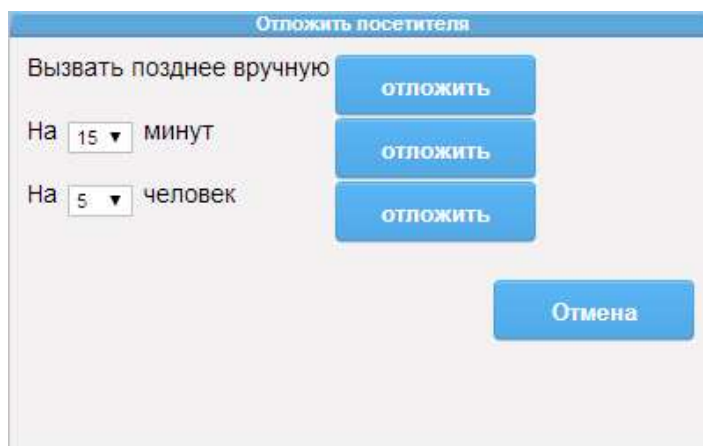 Отложить посетителя
Вызвать позднее вручную отложить
На 15 минут отложить
На 5 человек отложить
Отмена